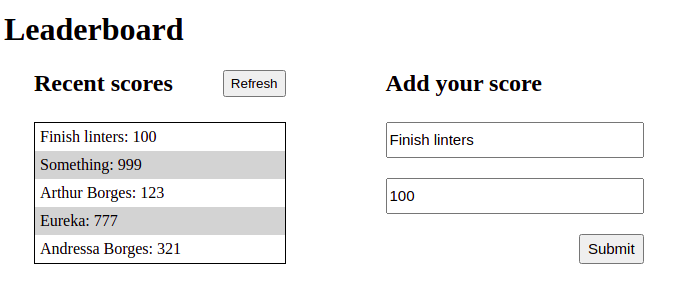 Leaderboard
Recent scores
Refresh
Finish linters: 100
Something: 999
Arthur Borges: 123
Eureka: 777
Andressa Borges: 321
Add your score
Finish linters
100
Submit